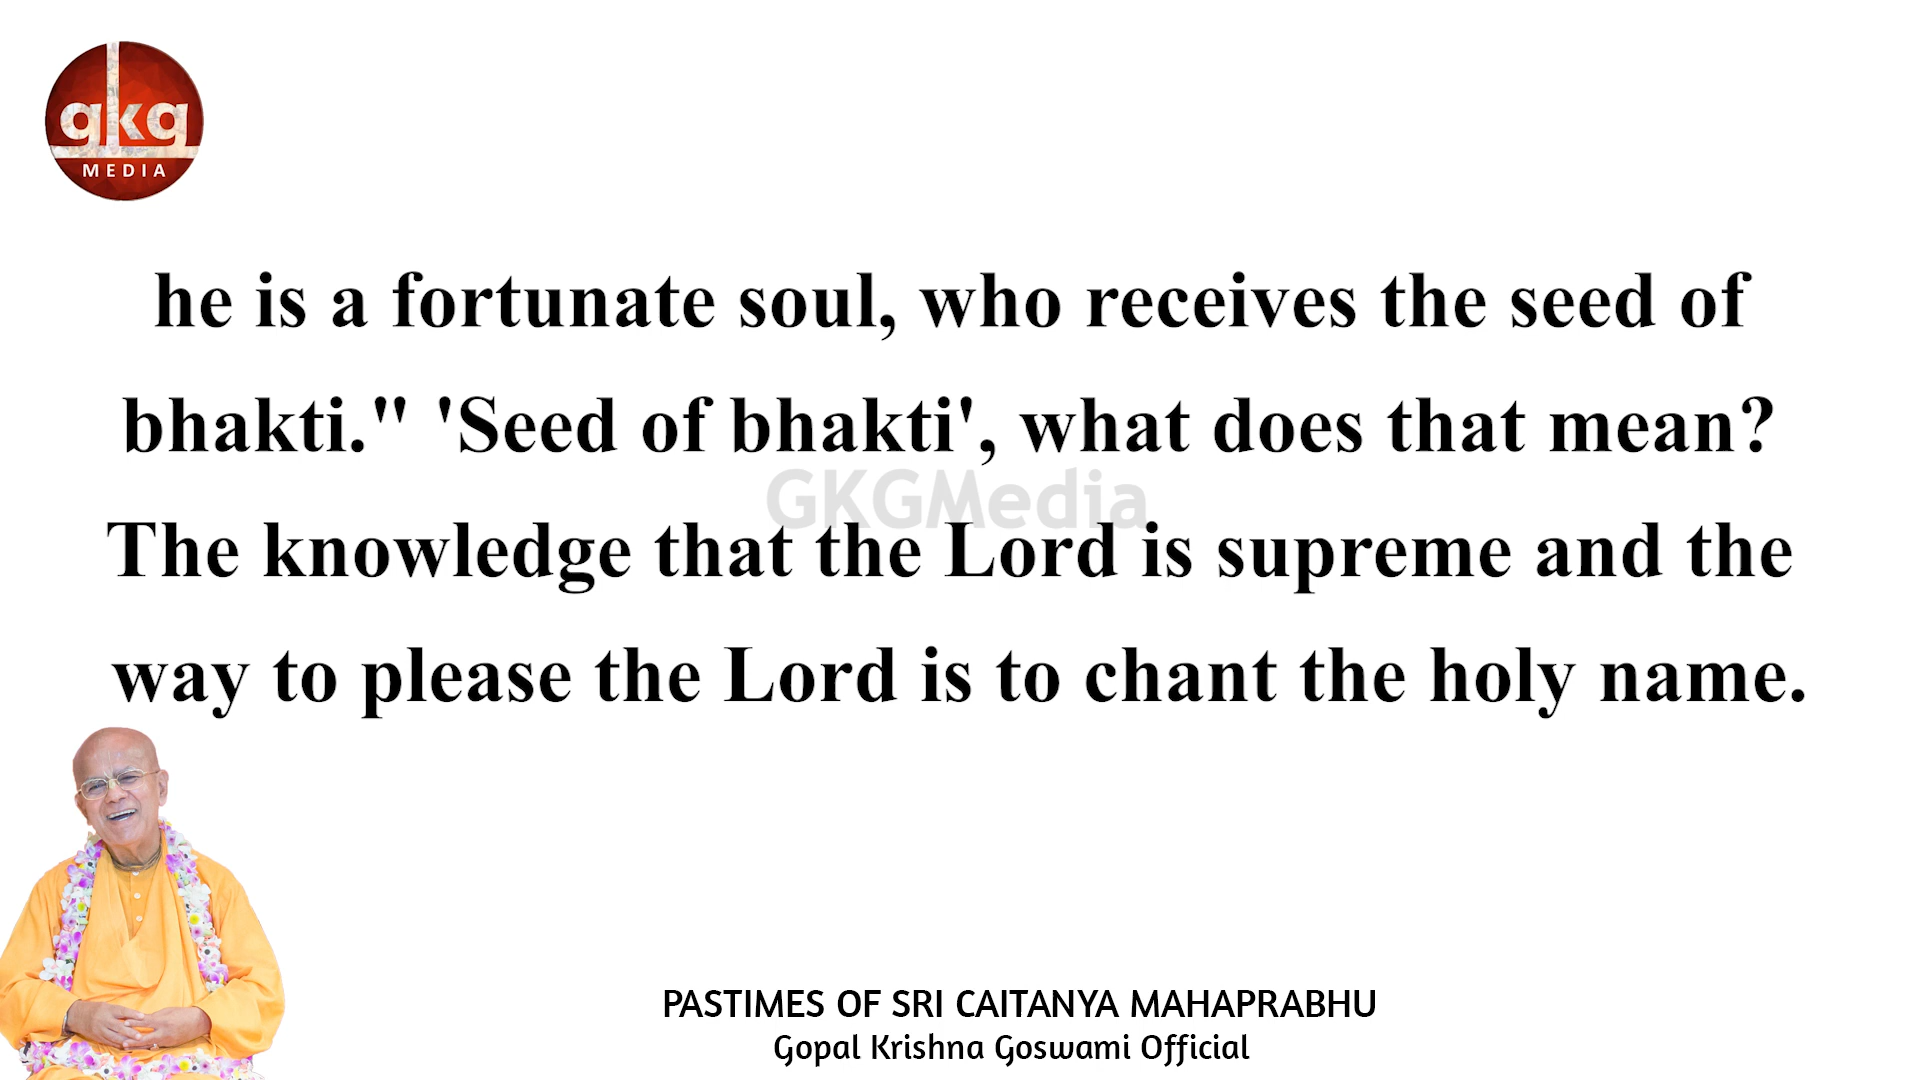 gkg
MEDIA
he is a fortunate soul, who receives the seed of
bhakti." 'Seed of bhakti', what does that mean?
GKGMedia
The knowledge that the Lord is supreme and the
way to please the Lord is to chant the holy name.
PASTIMES OF SRI CAITANYA MAHAPRABHU
Gopal Krishna Goswami Official